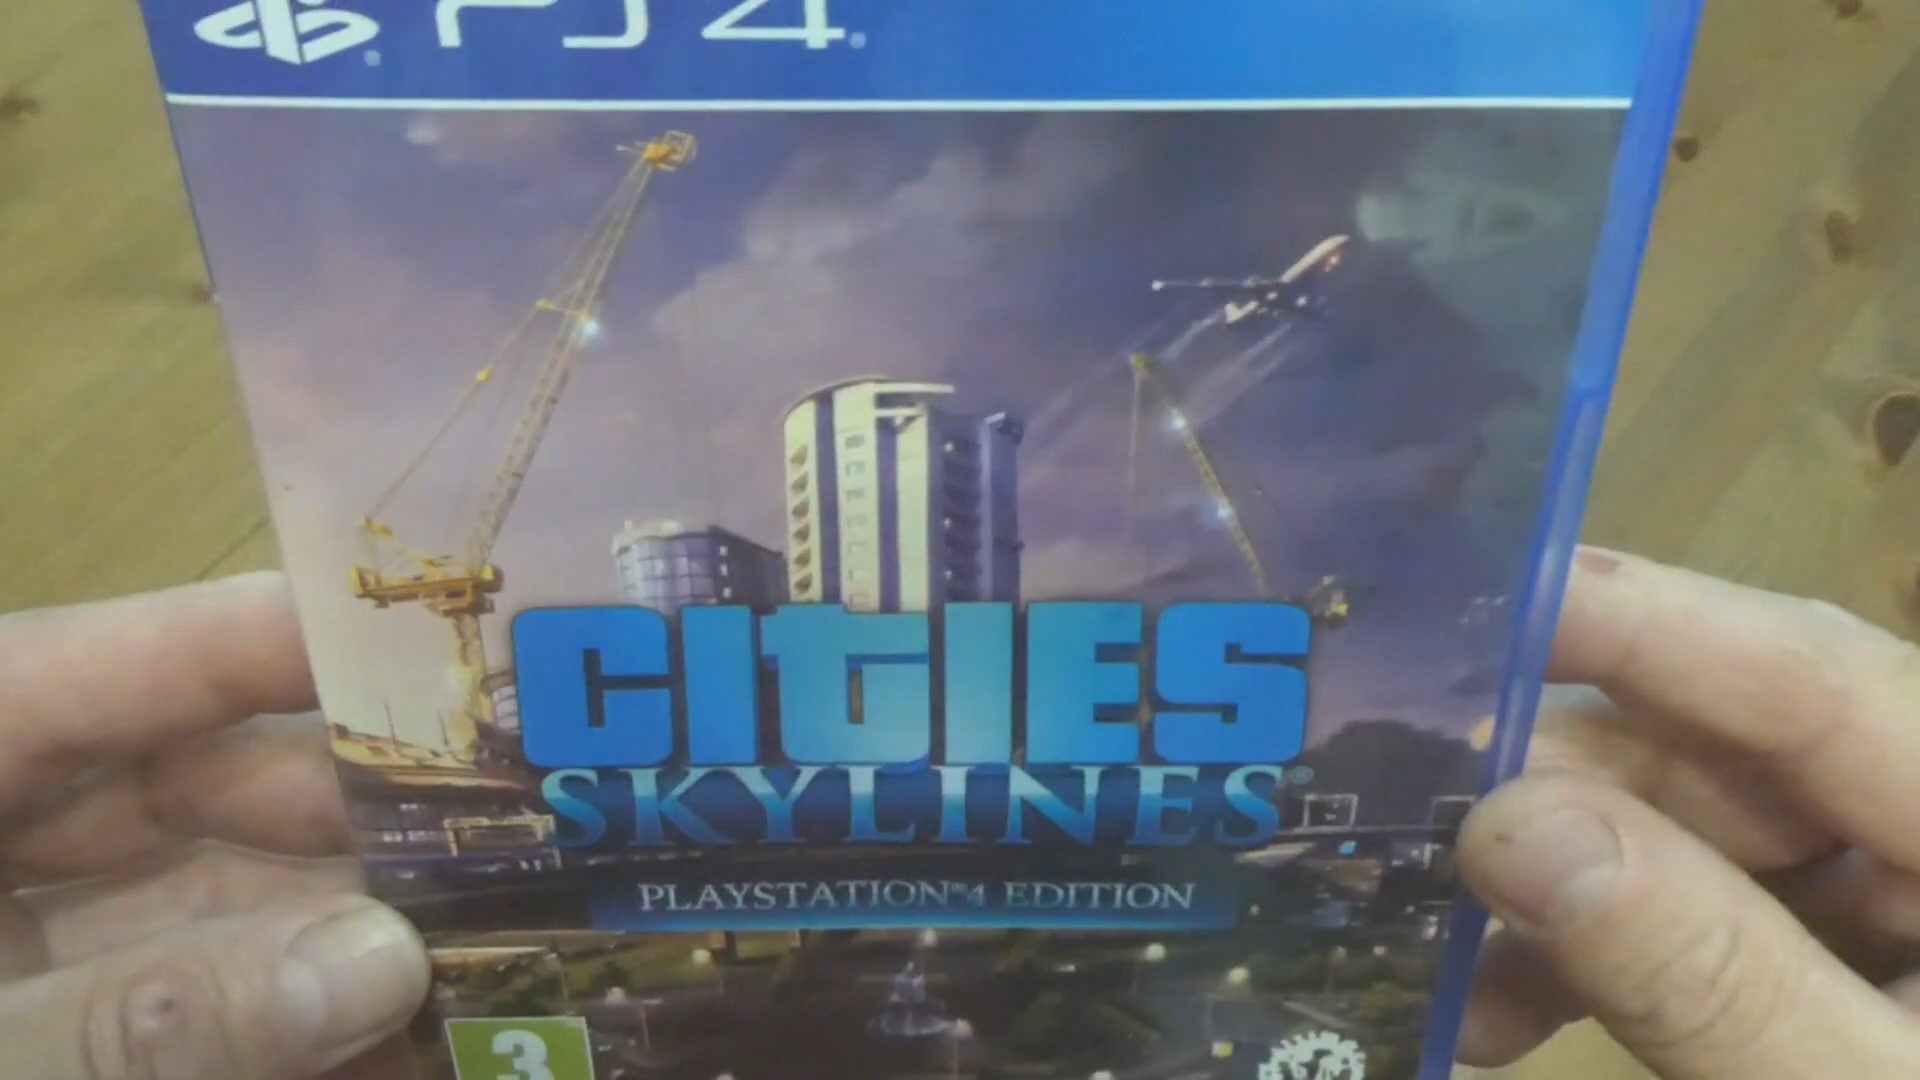 PS4
CITIES
SKYLINES®
PLAYSTATION®4 EDITION
3